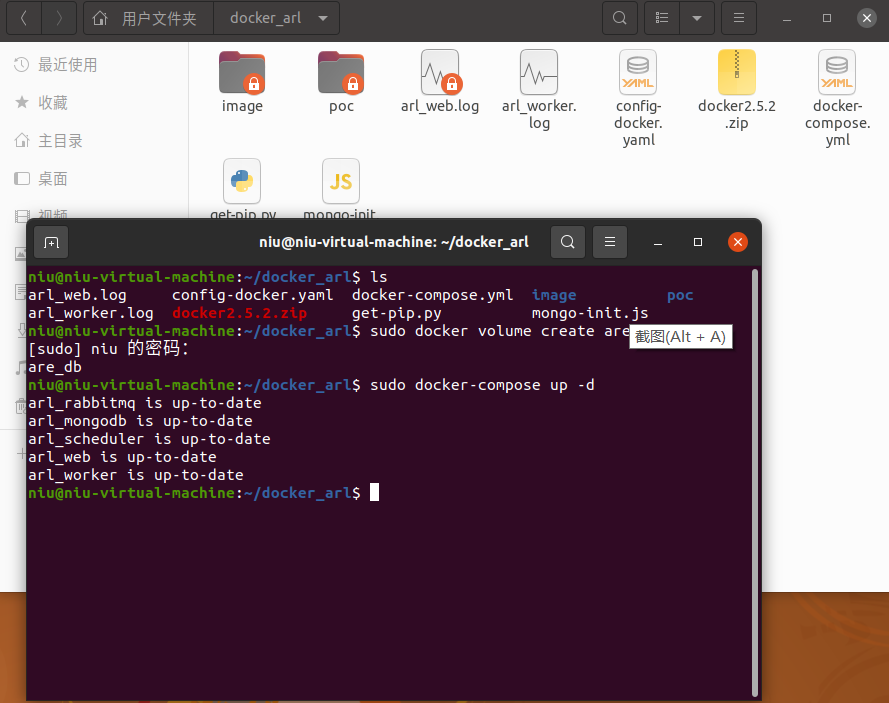 用户文件夹 docker_arl
最近使用
收藏
主目录
桌面
视频
image poc arl_web.log arl_worker. config- docker2.5.2 docker-
log docker. .zip compose.
yaml yml
YAML YAML
JS
get-pip.py mongo-init
niu@niu-virtual-machine: ~/docker_arl
niu@niu-virtual-machine:~/docker_arl$ ls
arl_web.log config-docker.yaml docker-compose.yml image poc
arl_worker.log docker2.5.2.zip get-pip.py mongo-init.js
niu@niu-virtual-machine:~/docker_arl$ sudo docker volume create are
截图(Alt + A)
[sudo] niu 的密码：
are_db
niu@niu-virtual-machine:~/docker_arl$ sudo docker-compose up -d
arl_rabbitmq is up-to-date
arl_mongodb is up-to-date
arl_scheduler is up-to-date
arl_web is up-to-date
arl_worker is up-to-date
niu@niu-virtual-machine:~/docker_arl$